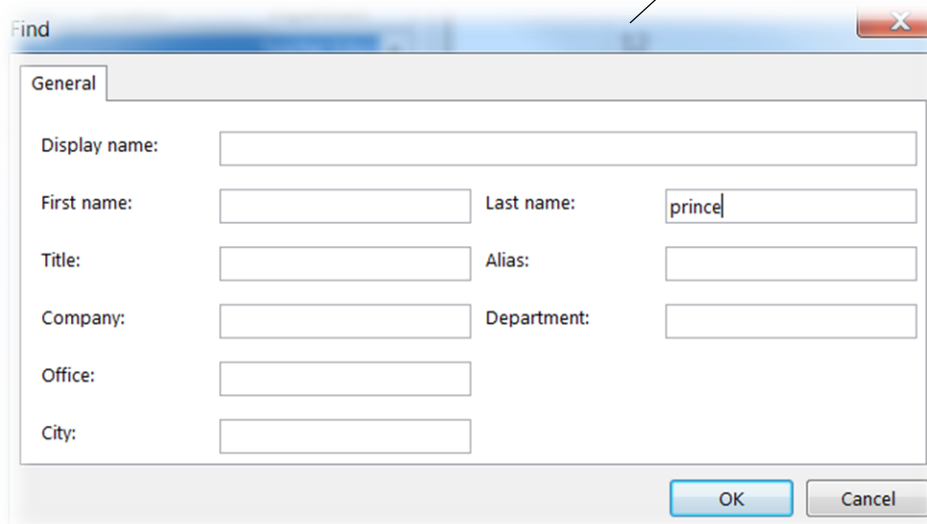 Find
General
Display name:
First name:
Last name: prince
Title:
Alias:
Company:
Department:
Office:
City:
OK
Cancel